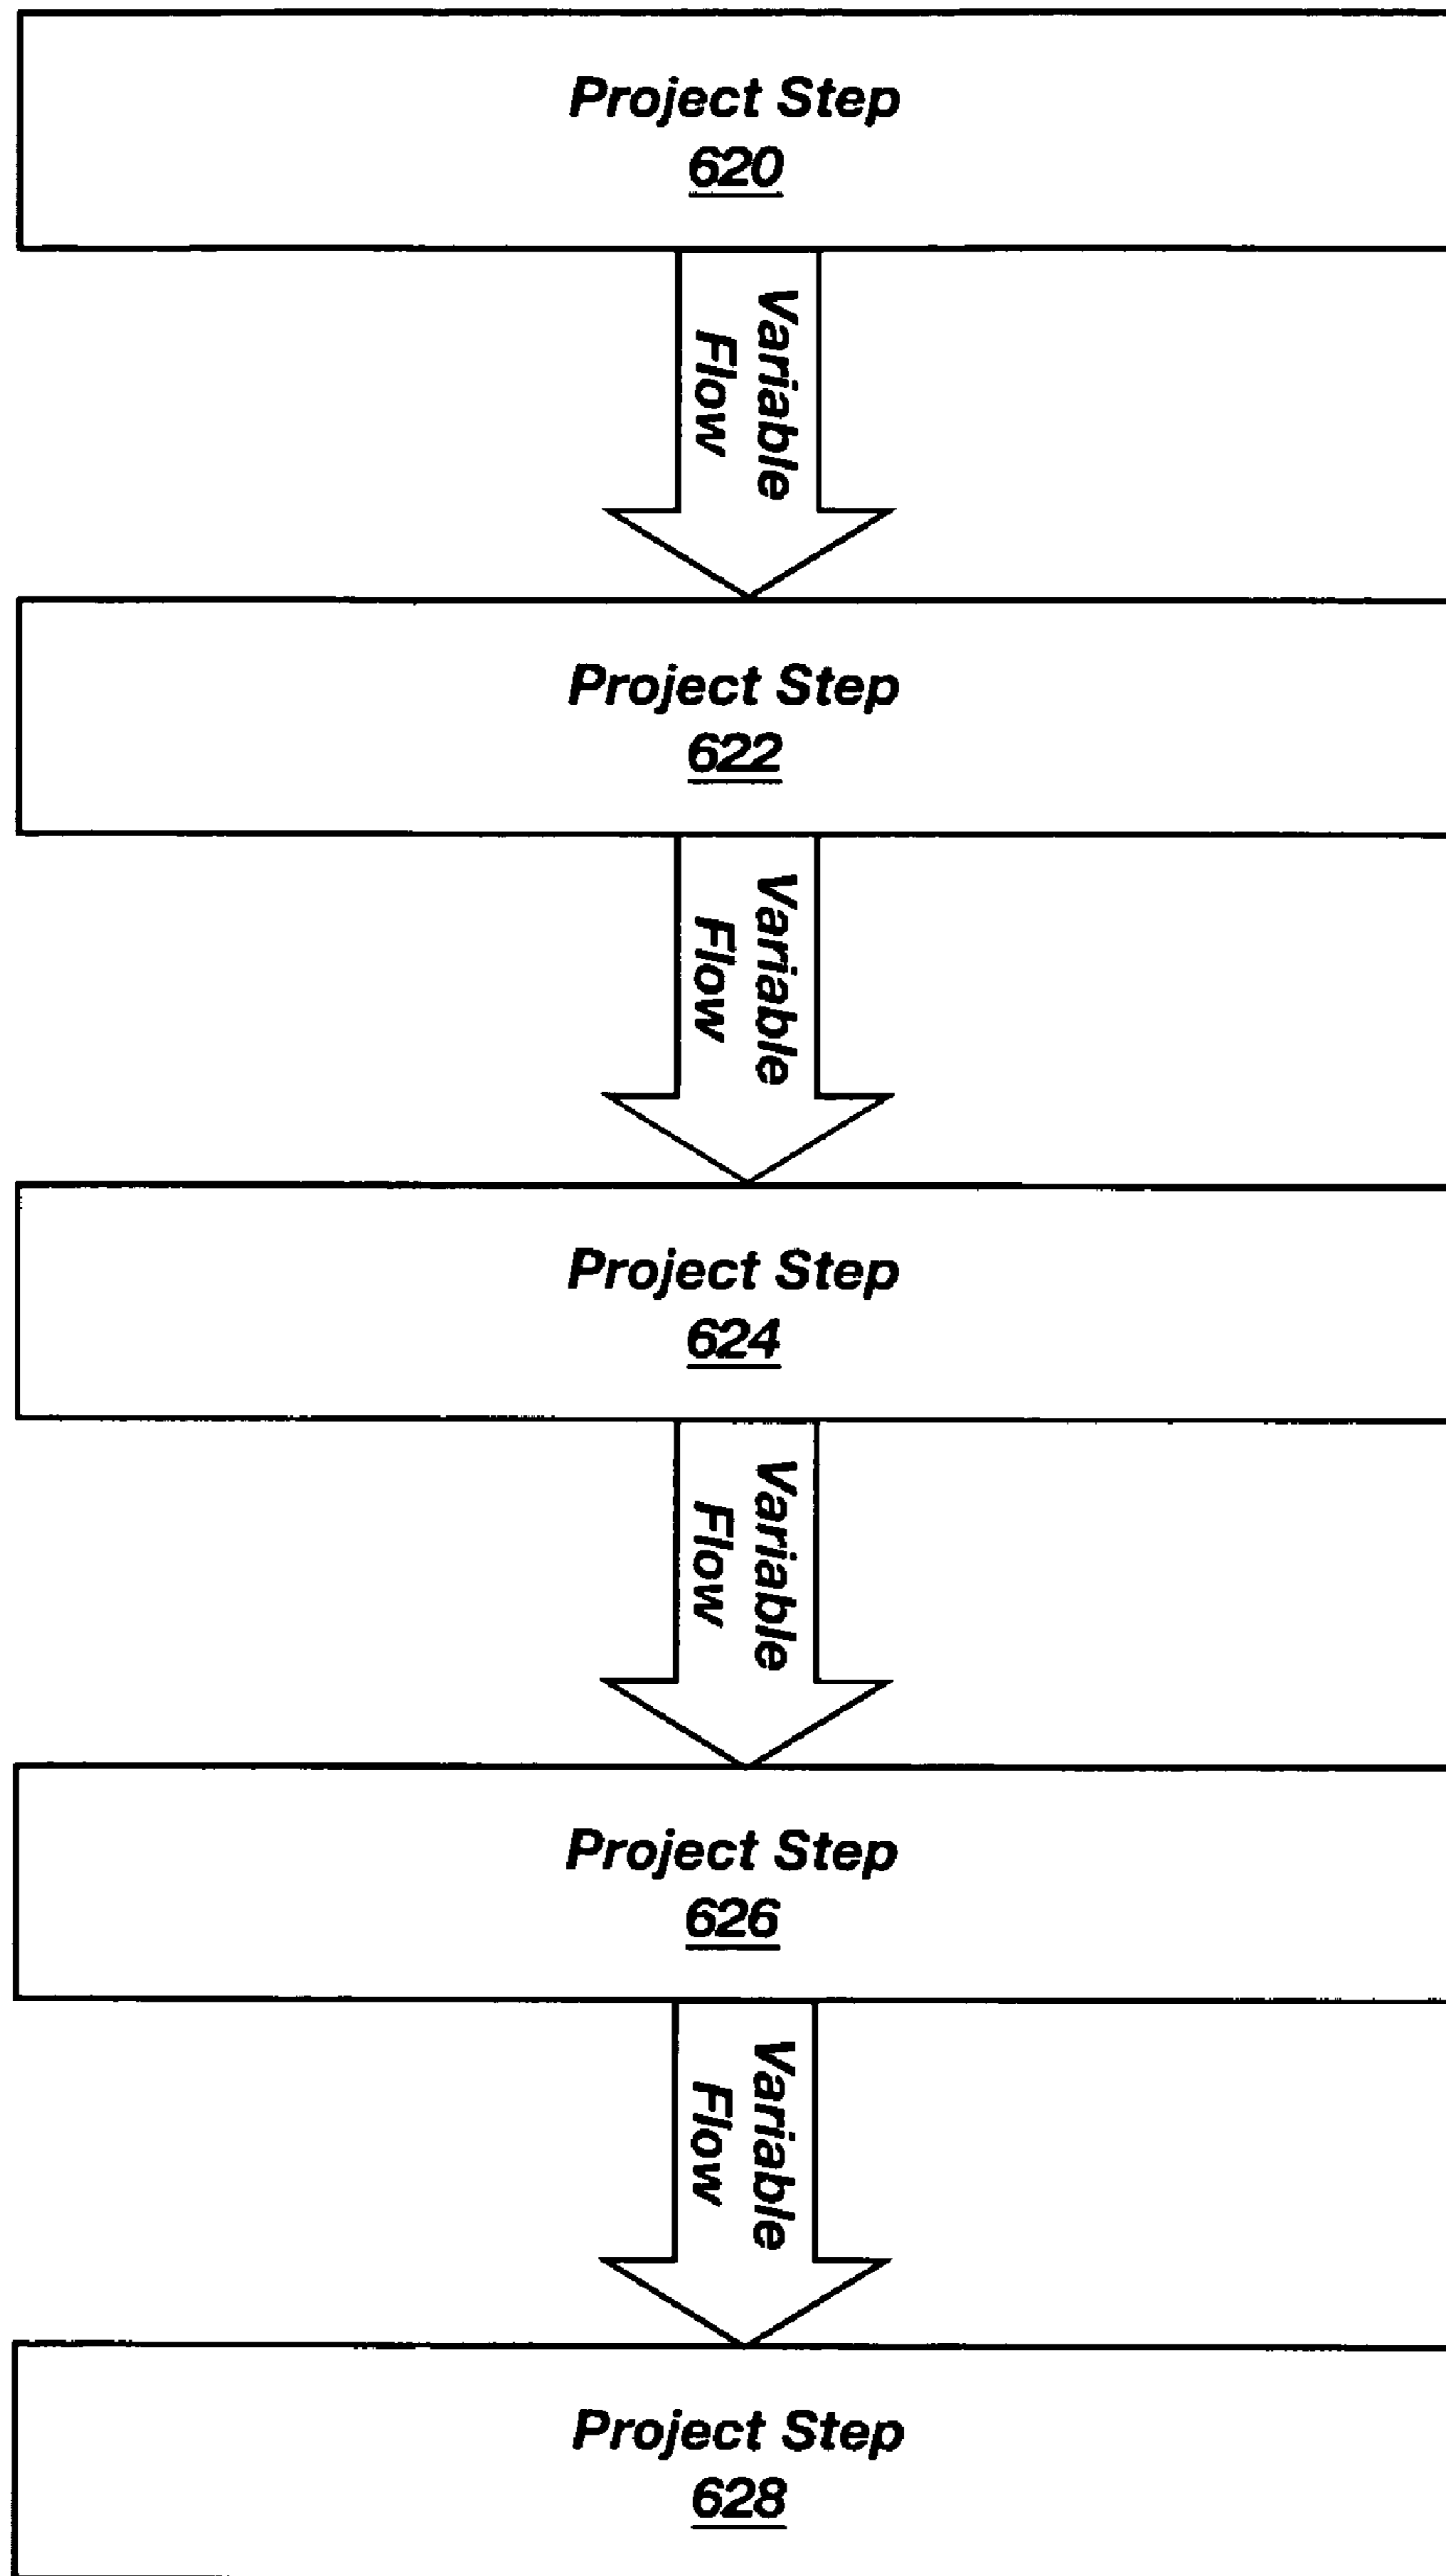 Project Step
620
Variable
Flow
Project Step
622
Variable
Flow
Project Step
624
Variable
Flow
Project Step
626
Variable
Flow
Project Step
628